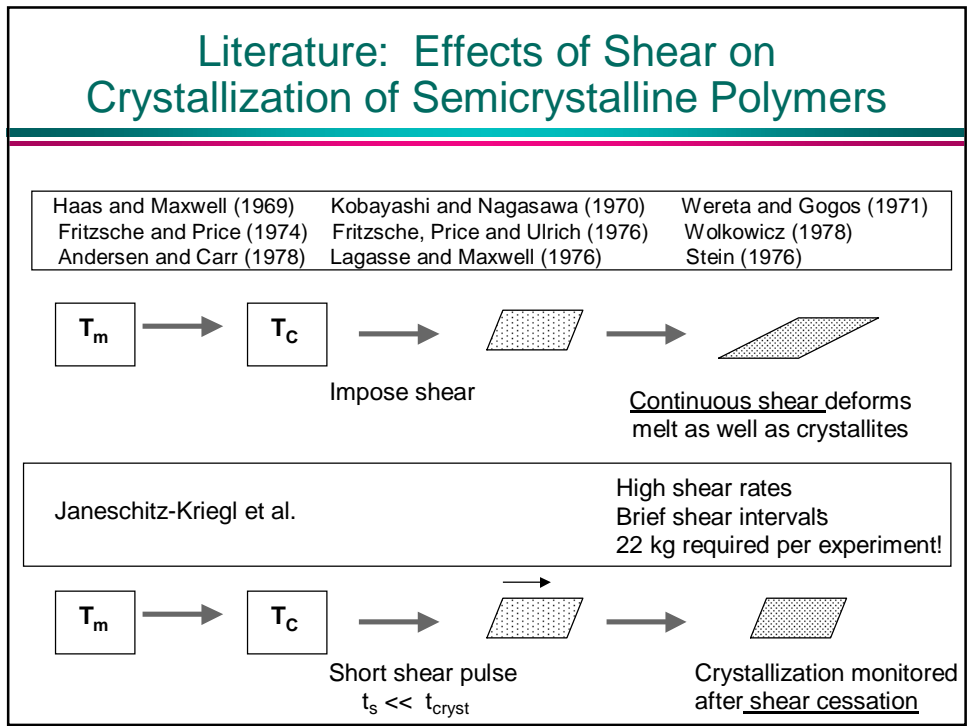 Literature: Effects of Shear on
Crystallization of Semicrystalline Polymers
Haas and Maxwell (1969) Kobayashi and Nagasawa (1970) Wereta and Gogos (1971)
Fritzsche and Price (1974) Fritzsche, Price and Ulrich (1976) Wolkowicz (1978)
Andersen and Carr (1978) Lagasse and Maxwell (1976) Stein (1976)
Tm TC
Impose shear
Continuous shear deforms
melt as well as crystallites
Janeschitz-Kriegl et al.
High shear rates
Brief shear intervals
22 kg required per experiment!
Tm TC
Short shear pulse
ts << tcryst
Crystallization monitored
after shear cessation